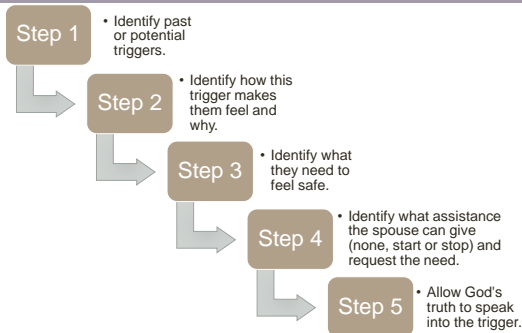 Step 1
• Identify past
or potential
triggers.
Step 2
• Identify how this
trigger makes
them feel and
why.
Step 3
• Identify what
they need to
feel safe.
Step 4
• Identify what assistance
the spouse can give
(none, start or stop) and
request the need.
Step 5
• Allow God's
truth to speak
into the trigger.